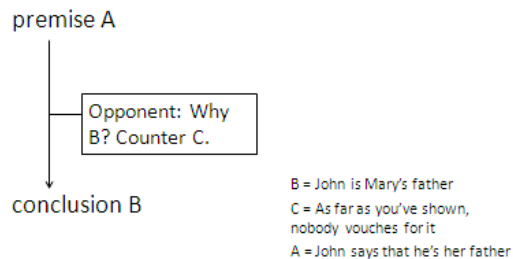 premise A
Opponent: Why
B? Counter C.
conclusion B
B = John is Mary's father
C = As far as you've shown,
nobody vouches for it
A = John says that he's her father